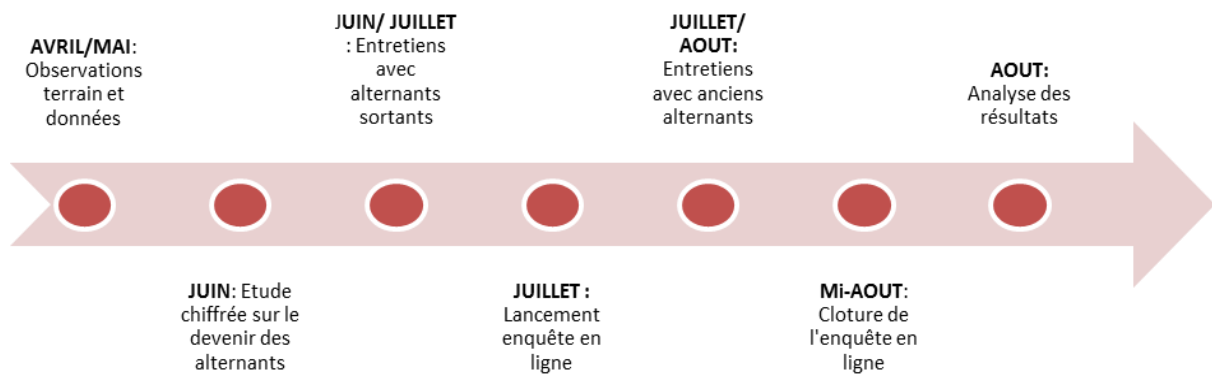 AVRIL/MAI:
Observations
terrain et
données
JUIN: Etude
chiffrée sur le
devenir des
alternants
JUIN/ JUILLET
: Entretiens
avec
alternants
sortants
JUILLET :
Lancement
enquête en
ligne
JUILLET/
AOUT:
Entretiens
avec anciens
alternants
Mi-AOUT:
Cloture de
l'enquête en
ligne
AOUT:
Analyse des
résultats